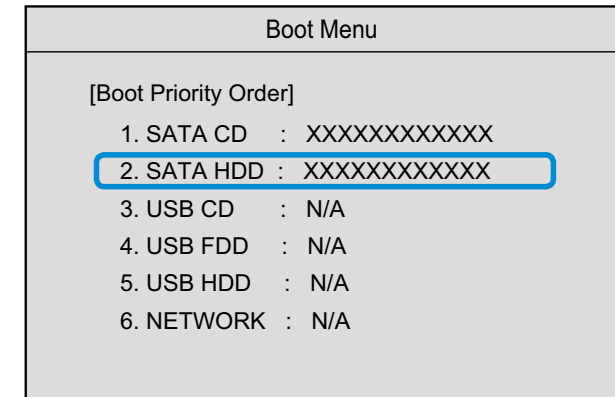 Boot Menu
[Boot Priority Order]
1. SATA CD : XXXXXXXXXXXX
2. SATA HDD : XXXXXXXXXXXX
3. USB CD : N/A
4. USB FDD : N/A
5. USB HDD : N/A
6. NETWORK : N/A